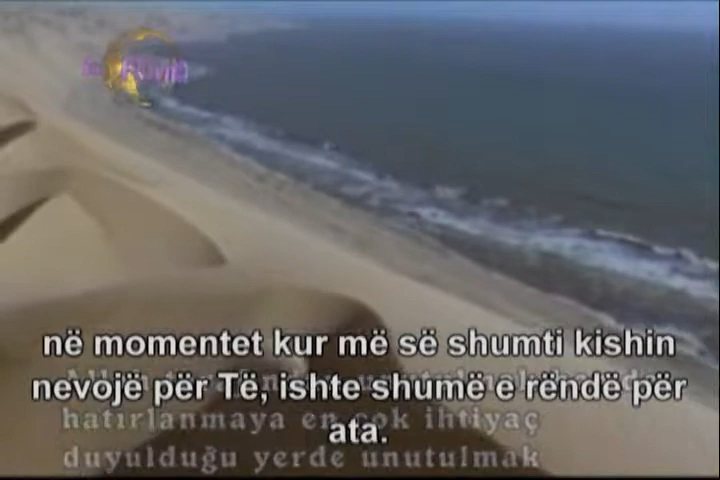 në momentet kur më së shumti kishin
nevojë për Të, ishte shumë e rëndë për
ata.
hatırlanmaya en çok ihtiyaç
duyulduğu yerde unutulmak